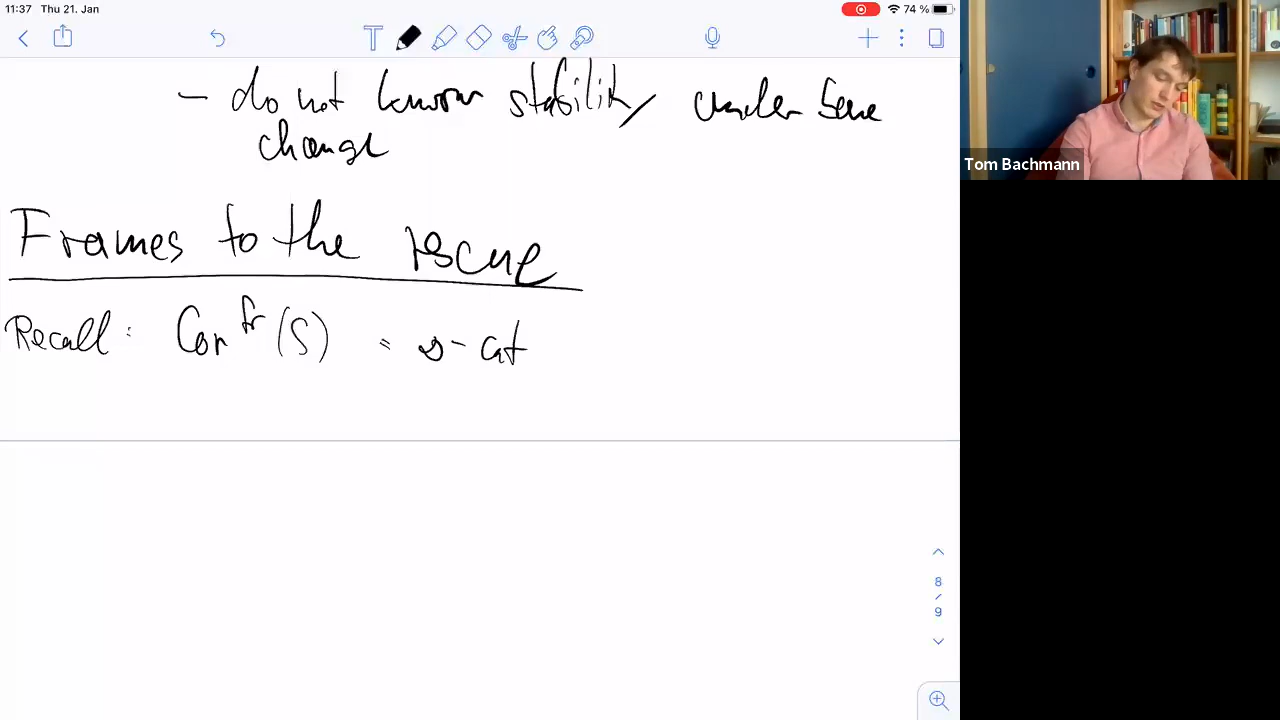 11:37 Thu 21. Jan
74 %
- do not know stability under base
change
Tom Bachmann
Frames to the rescue
Recall: Cor^fr(S) = ∞-cat
8
/
9